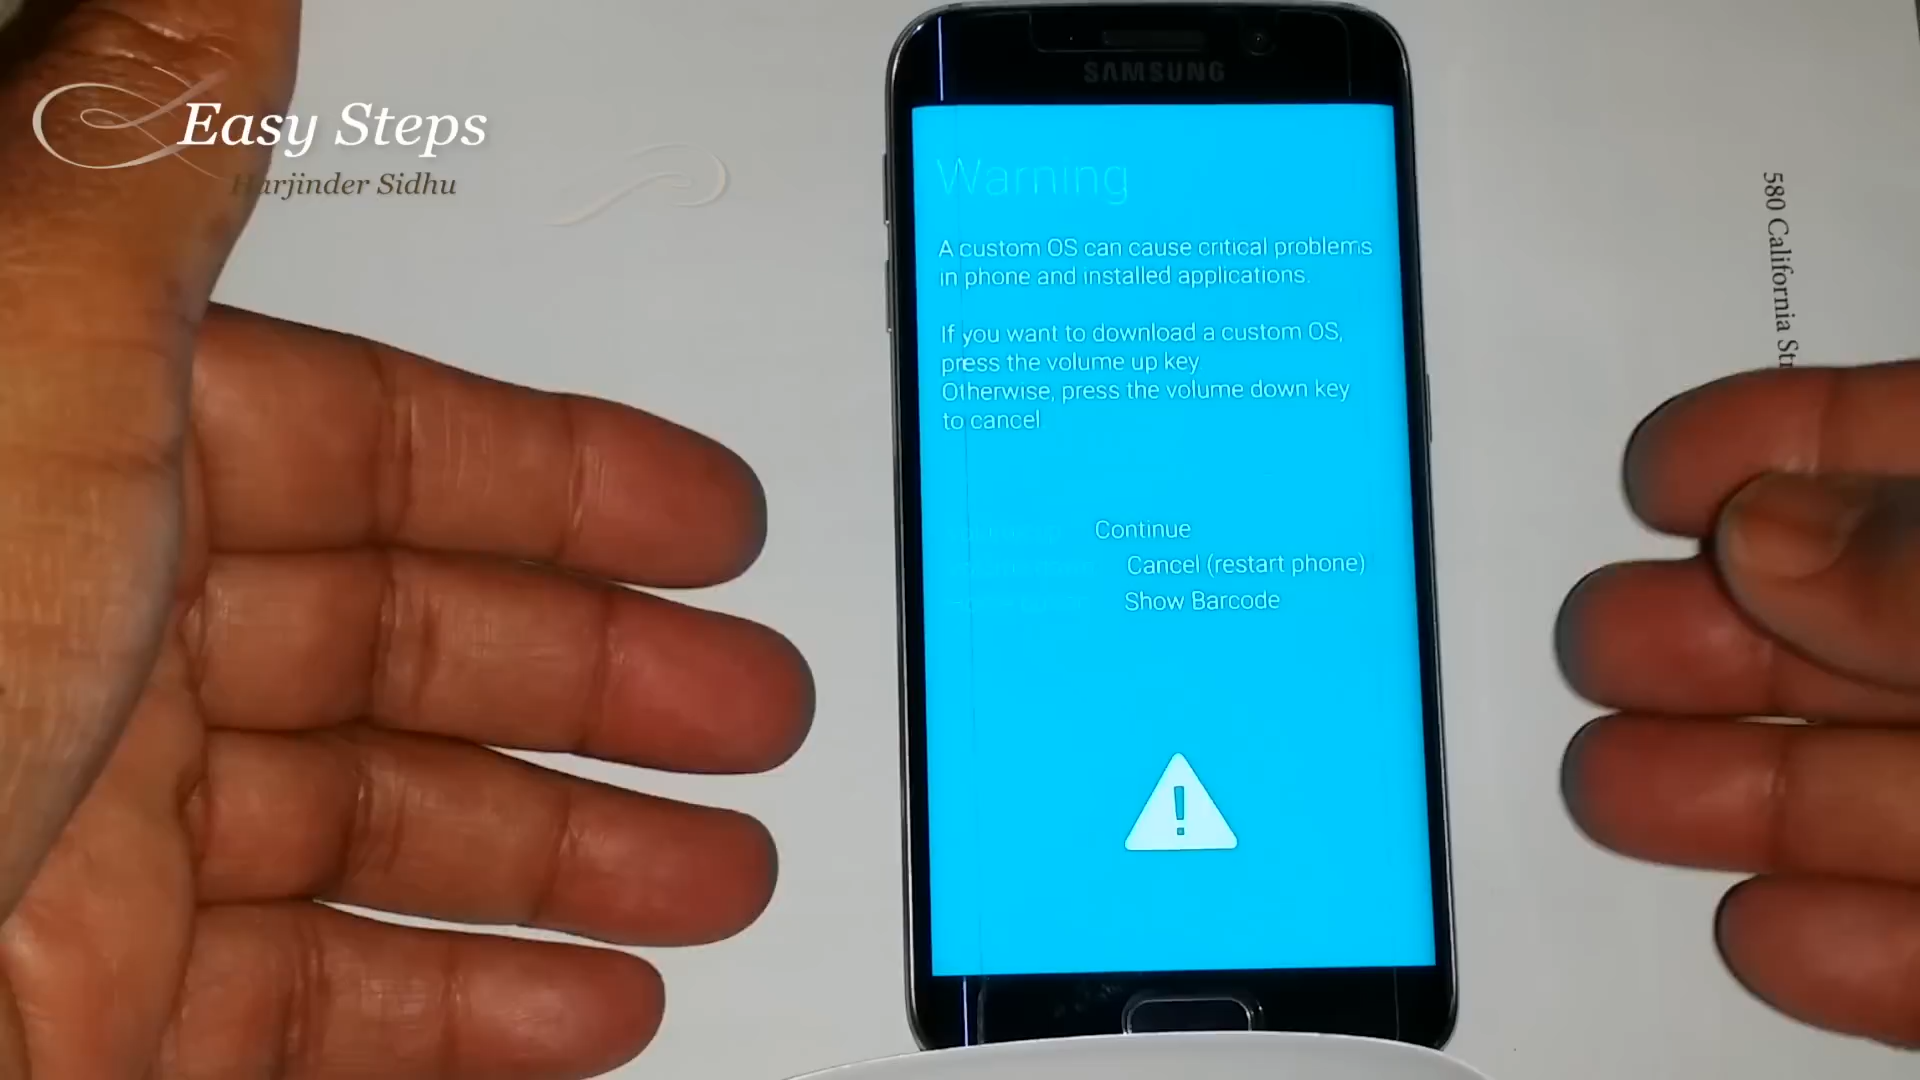 Easy Steps
Harjinder Sidhu
SAMSUNG
Warning
A custom OS can cause critical problems
in phone and installed applications.
If you want to download a custom OS,
press the volume up key
Otherwise, press the volume down key
to cancel
Continue
Cancel (restart phone)
Show Barcode
580 California